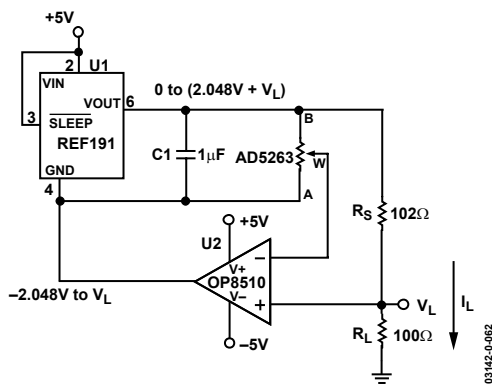 +5V
U1
2
VIN
3
SLEEP
VOUT
6
REF191
GND
4
0 to (2.048V + VL)
C1
1μF
B
AD5263
W
A
RS
102Ω
+5V
U2
V+
OP8510
V–
–
+
–5V
–2.048V to VL
VL
IL
RL
100Ω
03142-0-062